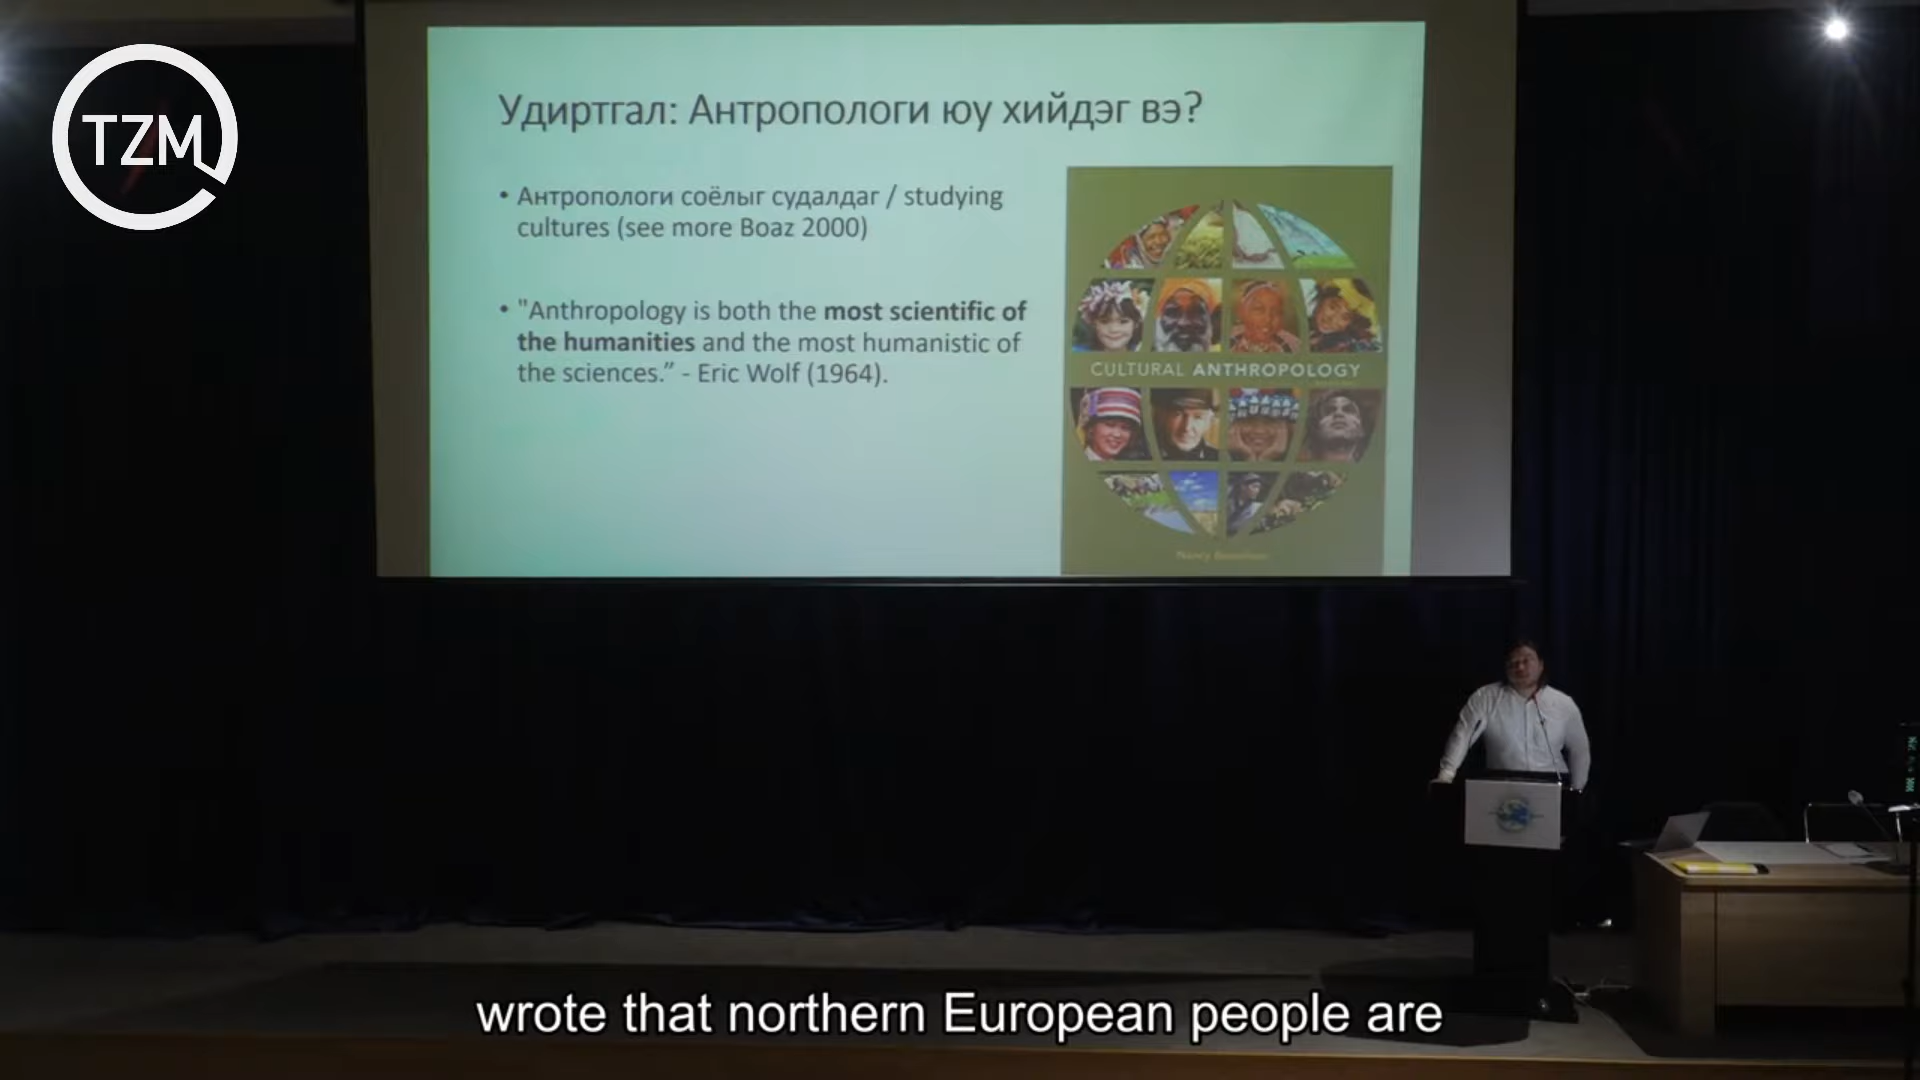 TZM
Удиртгал: Антропологи юу хийдэг вэ?
• Антропологи соёлыг судалдаг / studying
cultures (see more Boaz 2000)
• "Anthropology is both the most scientific of
the humanities and the most humanistic of
the sciences.” - Eric Wolf (1964).
CULTURAL ANTHROPOLOGY
Nancy
wrote that northern European people are